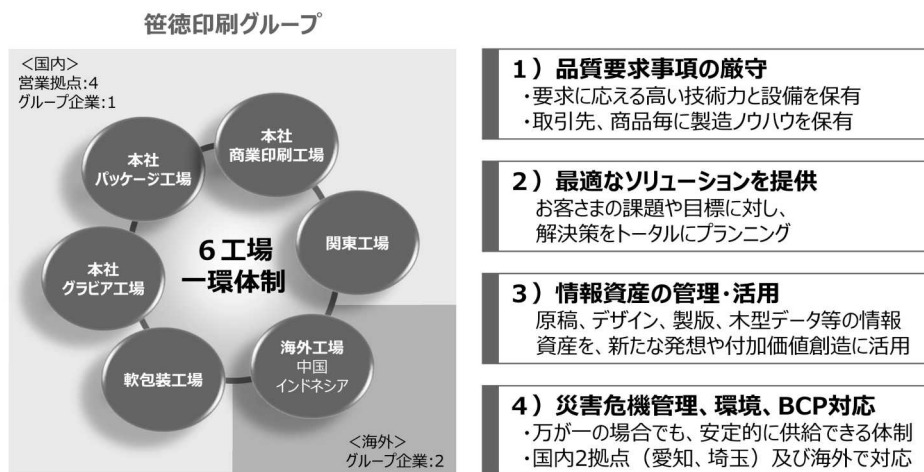 笹徳印刷グループ
<国内>
営業拠点:4
グループ企業:1
本社
商業印刷工場
本社
パッケージ工場
関東工場
6工場
一環体制
本社
グラビア工場
海外工場
中国
インドネシア
軟包装工場
<海外>
グループ企業:2
1）品質要求事項の厳守
・要求に応える高い技術力と設備を保有
・取引先、商品毎に製造ノウハウを保有
2）最適なソリューションを提供
お客さまの課題や目標に対し、
解決策をトータルにプランニング
3）情報資産の管理・活用
原稿、デザイン、製版、木型データ等の情報
資産を、新たな発想や付加価値創造に活用
4）災害危機管理、環境、BCP対応
・万が一の場合でも、安定的に供給できる体制
・国内2拠点（愛知、埼玉）及び海外で対応